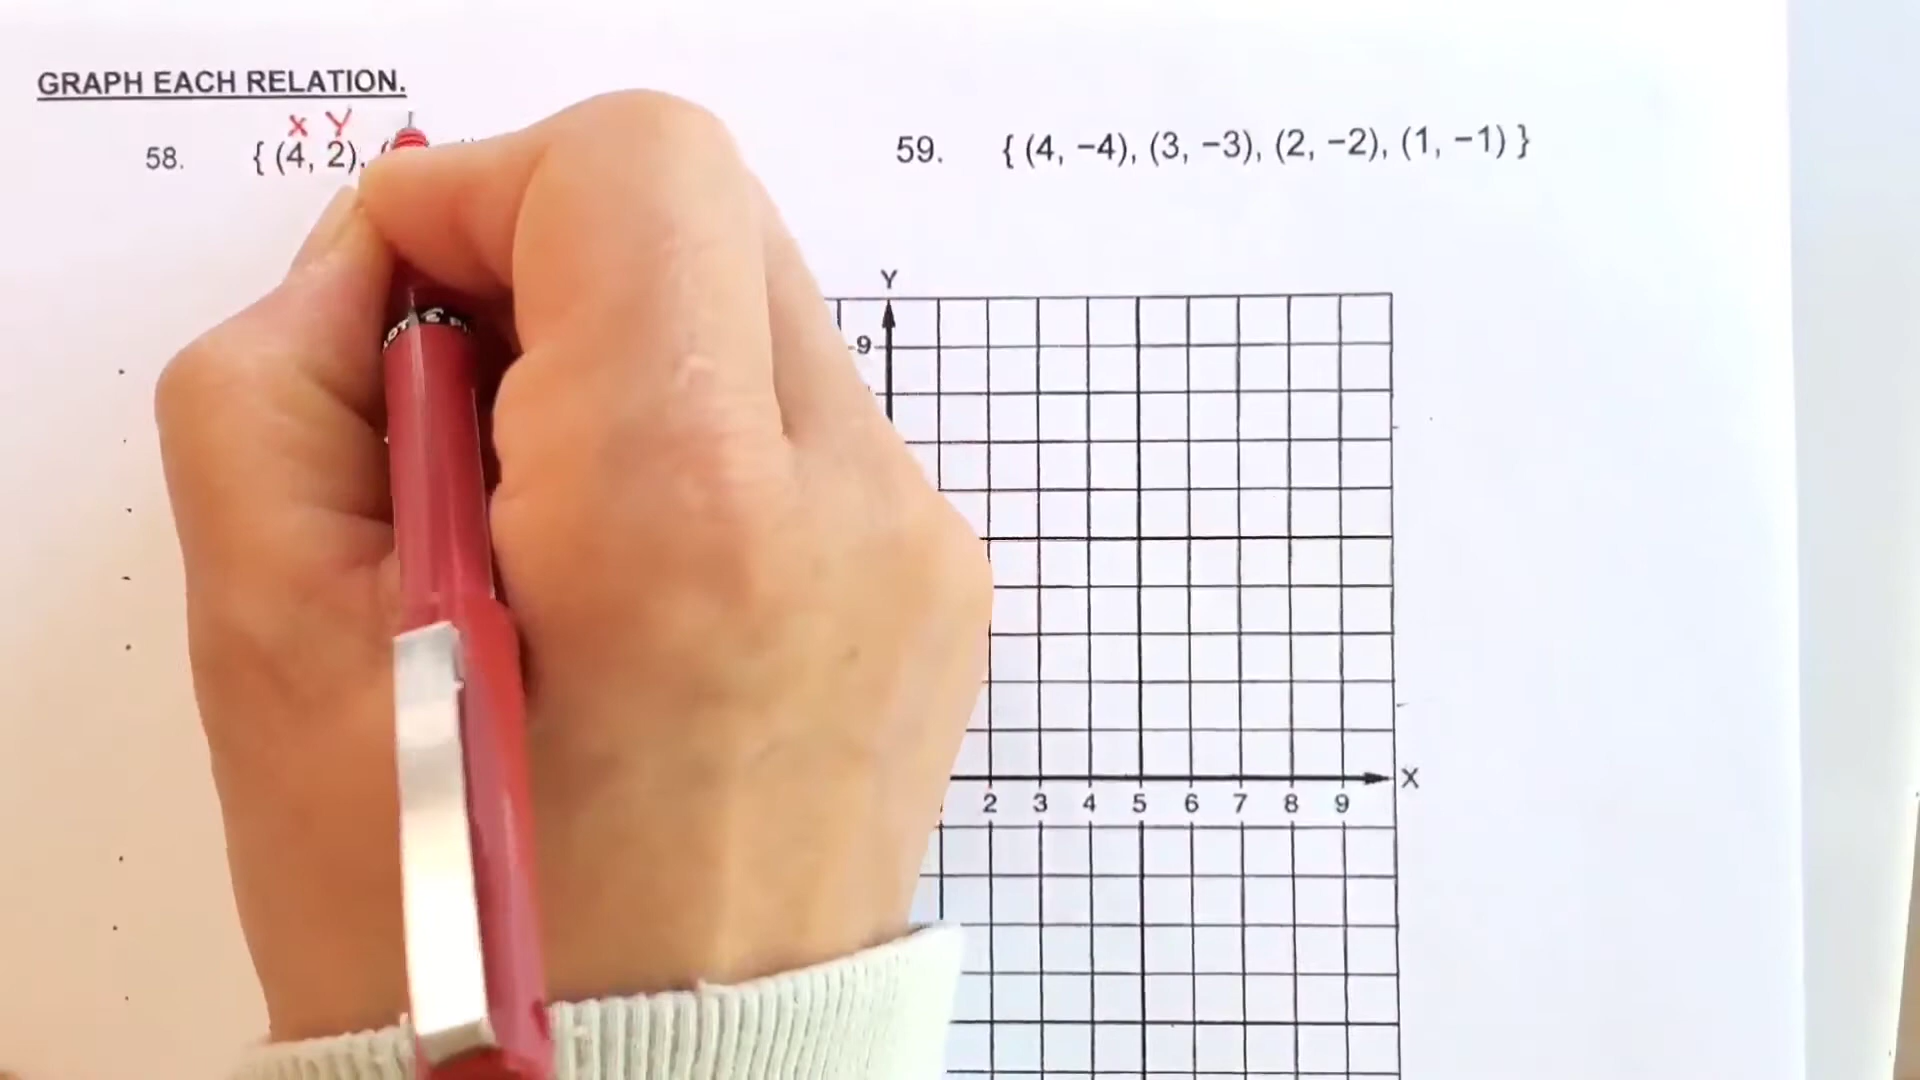 GRAPH EACH RELATION.
X Y
58. { (4, 2),
59. { (4, −4), (3, −3), (2, −2), (1, −1) }
Y
9
X
2 3 4 5 6 7 8 9